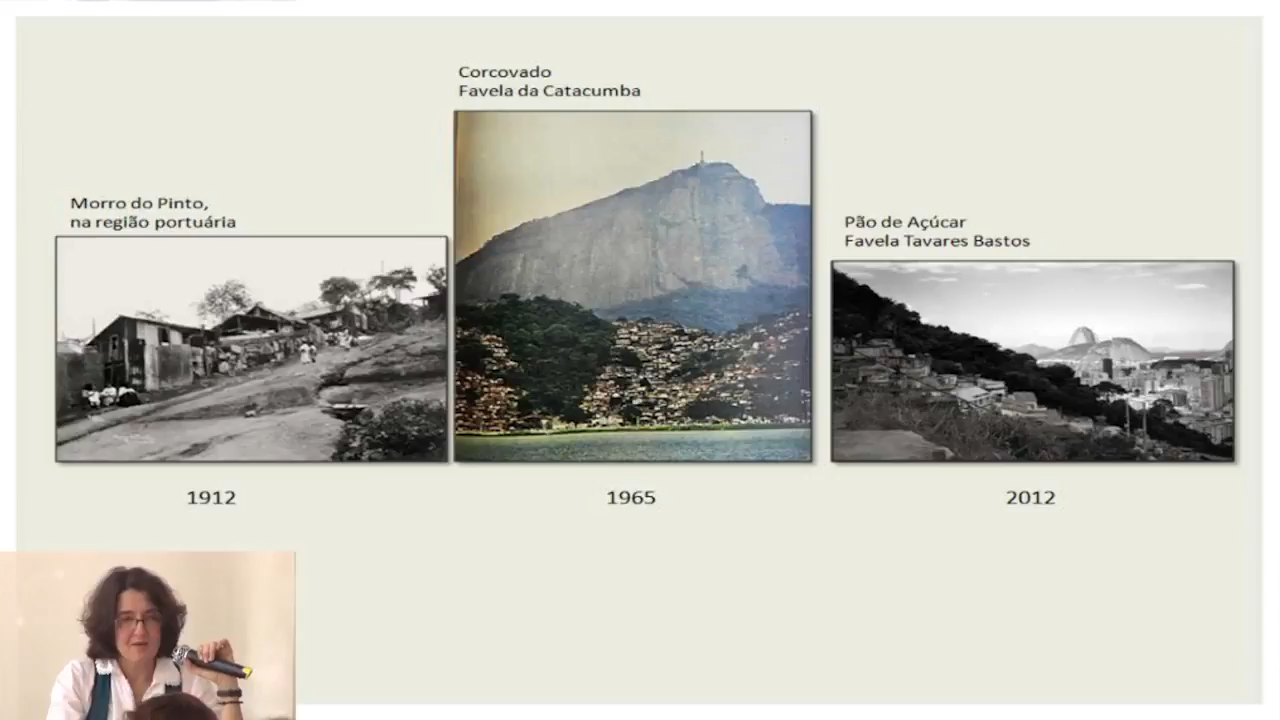 Corcovado
Favela da Catacumba
Morro do Pinto,
na região portuária
Pão de Açúcar
Favela Tavares Bastos
1912
1965
2012